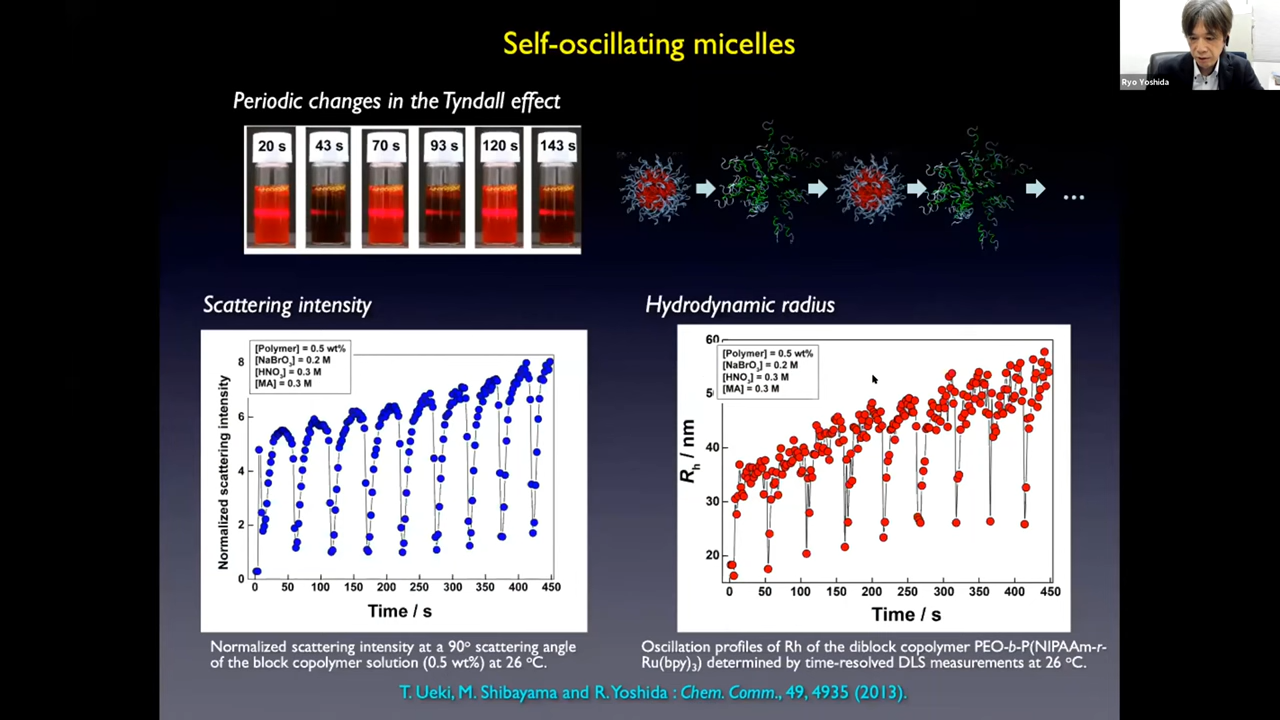 Self-oscillating micelles
Ryo Yoshida
Periodic changes in the Tyndall effect
20 s 43 s 70 s 93 s 120 s 143 s
...
Scattering intensity
Hydrodynamic radius
[Polymer] = 0.5 wt%
[NaBrO3] = 0.2 M
[HNO3] = 0.3 M
[MA] = 0.3 M
Normalized scattering intensity
8
6
4
2
0
0 50 100 150 200 250 300 350 400 450
Time / s
[Polymer] = 0.5 wt%
[NaBrO3] = 0.2 M
[HNO3] = 0.3 M
[MA] = 0.3 M
Rh / nm
60
50
40
30
20
0 50 100 150 200 250 300 350 400 450
Time / s
Normalized scattering intensity at a 90° scattering angle
of the block copolymer solution (0.5 wt%) at 26 °C.
Oscillation profiles of Rh of the diblock copolymer PEO-b-P(NIPAAm-r-
Ru(bpy)3) determined by time-resolved DLS measurements at 26 °C.
T. Ueki, M. Shibayama and R. Yoshida : Chem. Comm., 49, 4935 (2013).